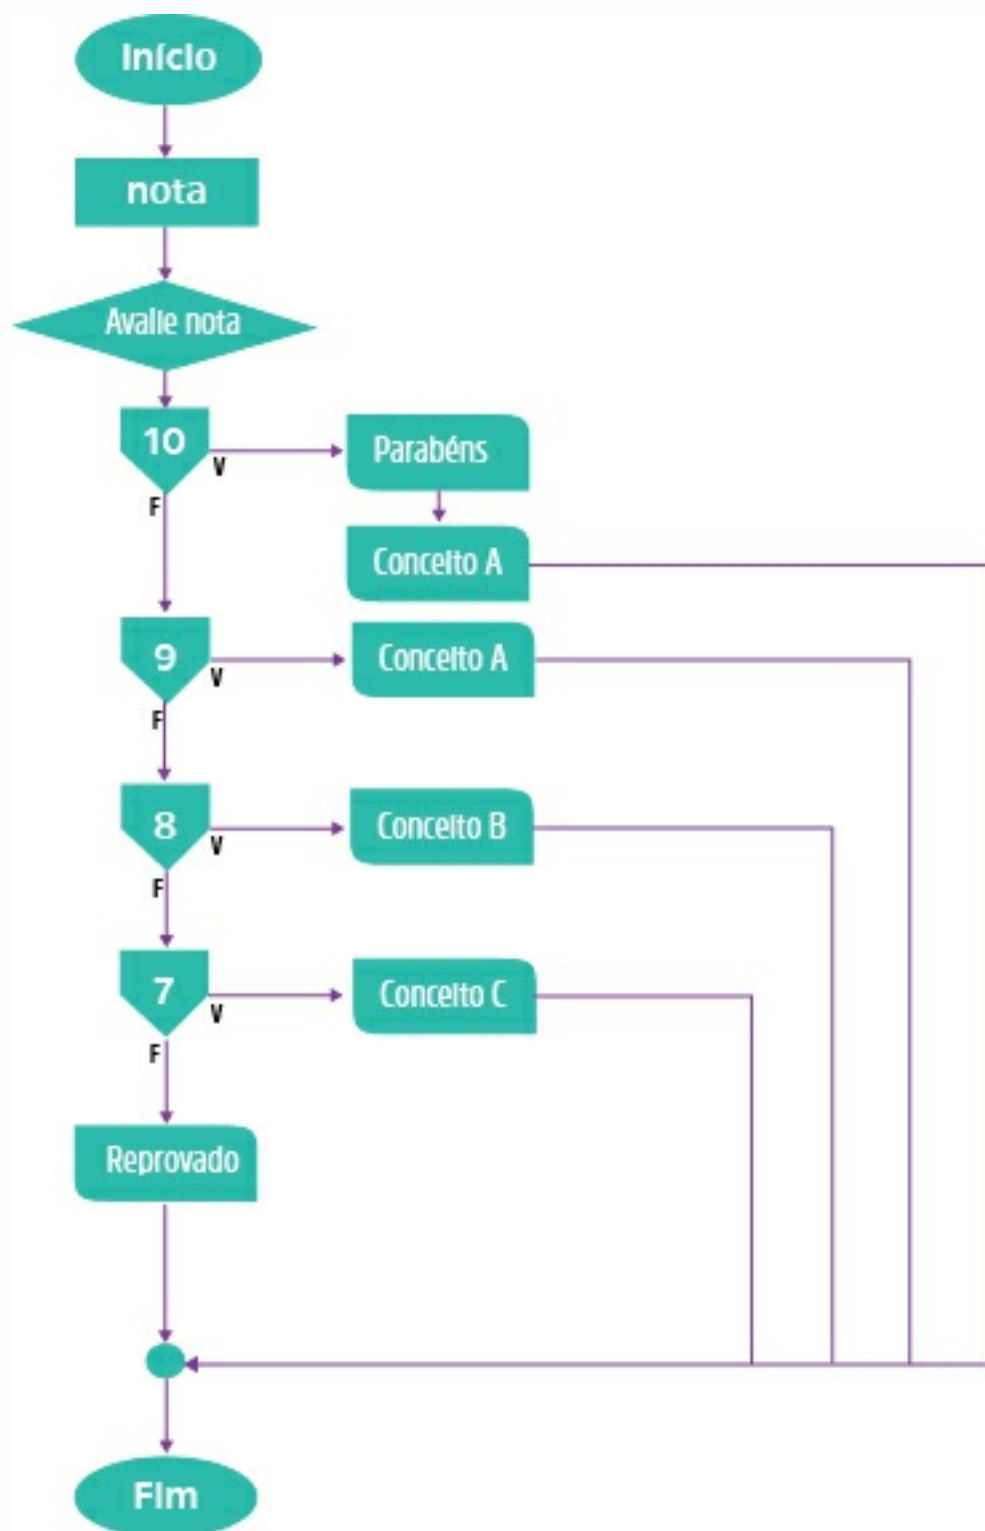 Início
nota
Avalie nota
10
V
Parabéns
F
Conceito A
9
V
Conceito A
F
8
V
Conceito B
F
7
V
Conceito C
F
Reprovado
Fim